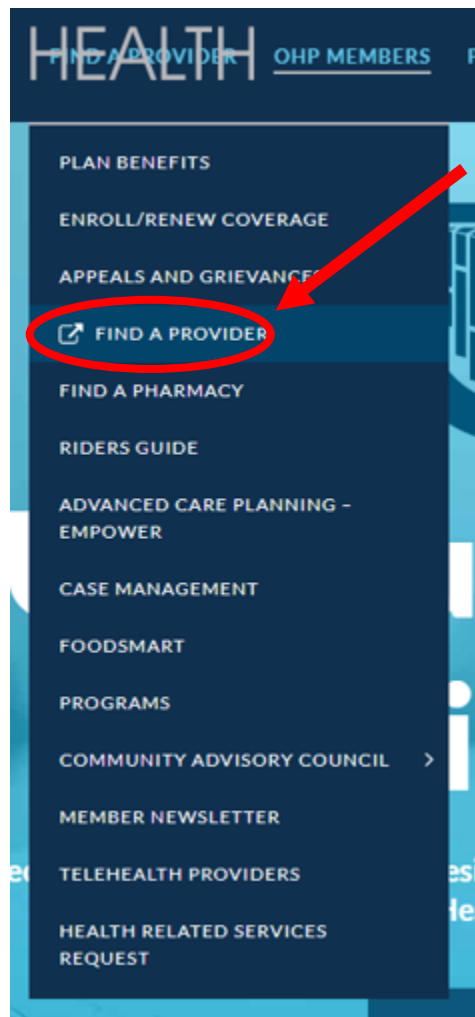 HEALTH
FIND A PROVIDER OHP MEMBERS
PLAN BENEFITS
ENROLL/RENEW COVERAGE
APPEALS AND GRIEVANCES
FIND A PROVIDER
FIND A PHARMACY
RIDERS GUIDE
ADVANCED CARE PLANNING –
EMPOWER
CASE MANAGEMENT
FOODSMART
PROGRAMS
COMMUNITY ADVISORY COUNCIL >
MEMBER NEWSLETTER
TELEHEALTH PROVIDERS
HEALTH RELATED SERVICES
REQUEST